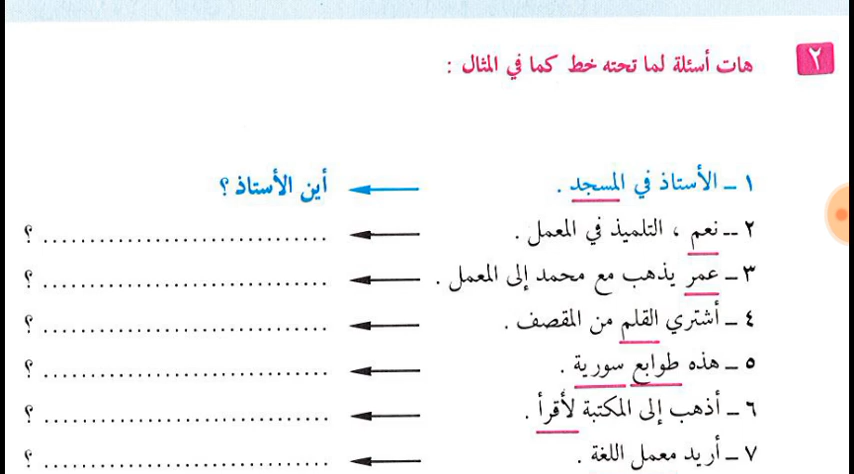 ٢ هات أسئلة لما تحته خط كما في المثال :
١ ـ الأستاذ في المسجد . أين الأستاذ ؟
٢ ــ نعم ، التلميذ في المعمل . .............................. ؟
٣ ـ عمر يذهب مع محمد إلى المعمل . .............................. ؟
٤ ـ أشتري القلم من المقصف . .............................. ؟
٥ ـ هذه طوابع سورية . .............................. ؟
٦ ـ أذهب إلى المكتبة لأقرأ . .............................. ؟
٧ ـ أريد معمل اللغة . .............................. ؟